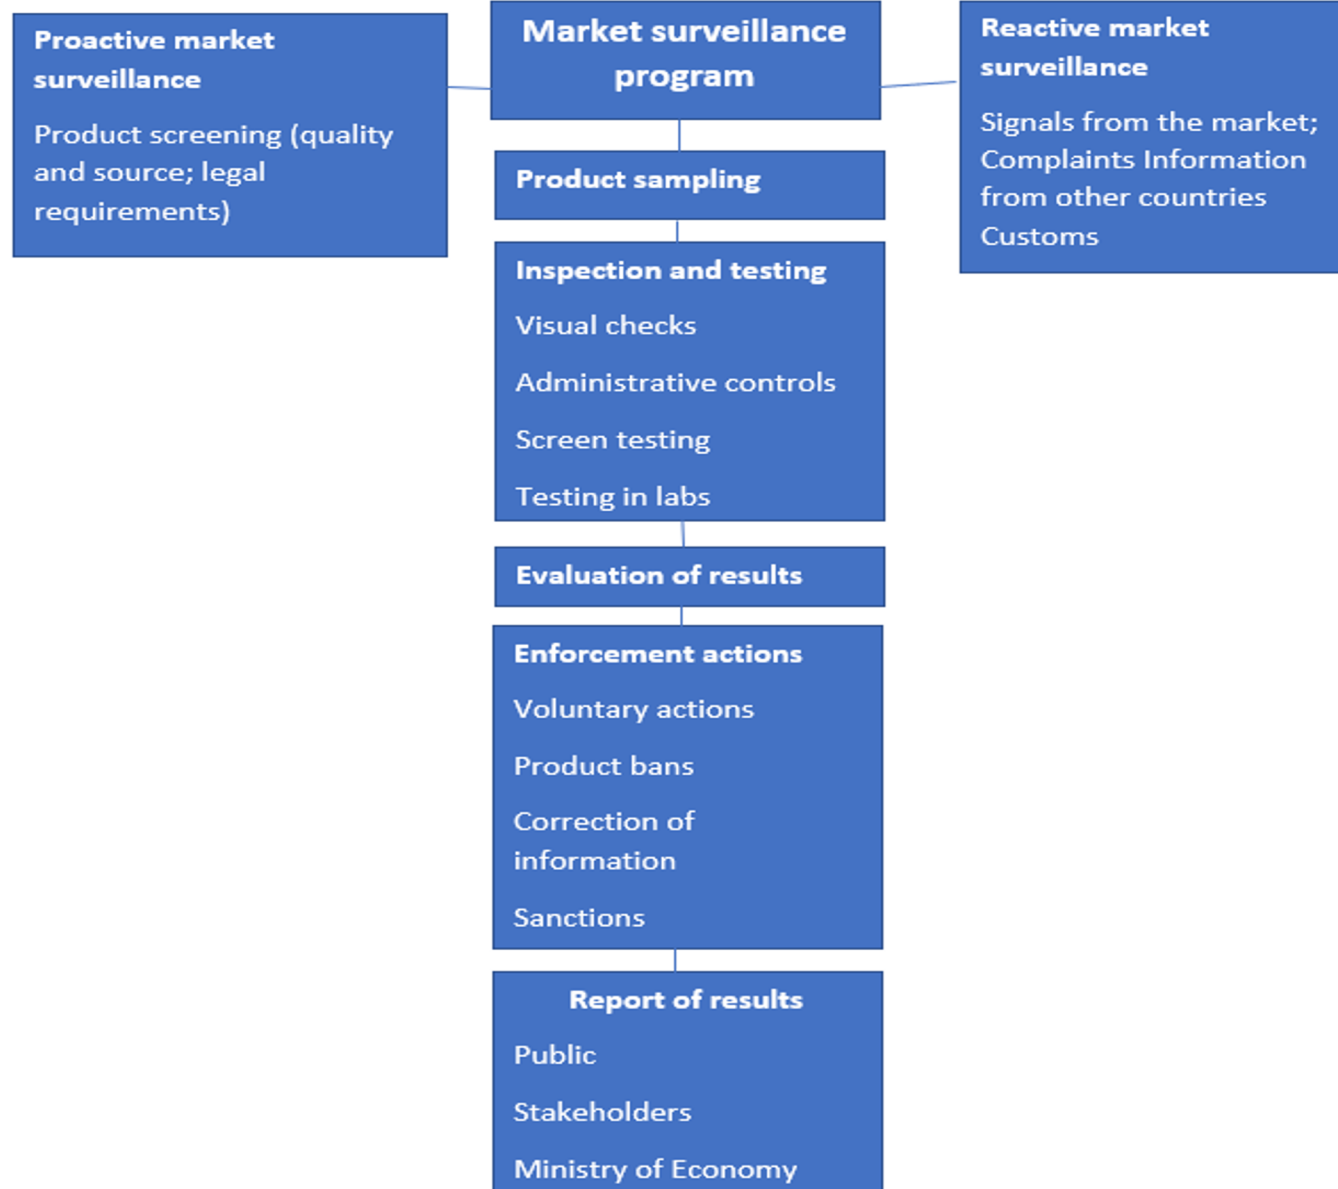 Proactive market
surveillance
Product screening (quality
and source; legal
requirements)
Market surveillance
program
Reactive market
surveillance
Signals from the market;
Complaints Information
from other countries
Customs
Product sampling
Inspection and testing
Visual checks
Administrative controls
Screen testing
Testing in labs
Evaluation of results
Enforcement actions
Voluntary actions
Product bans
Correction of
information
Sanctions
Report of results
Public
Stakeholders
Ministry of Economy